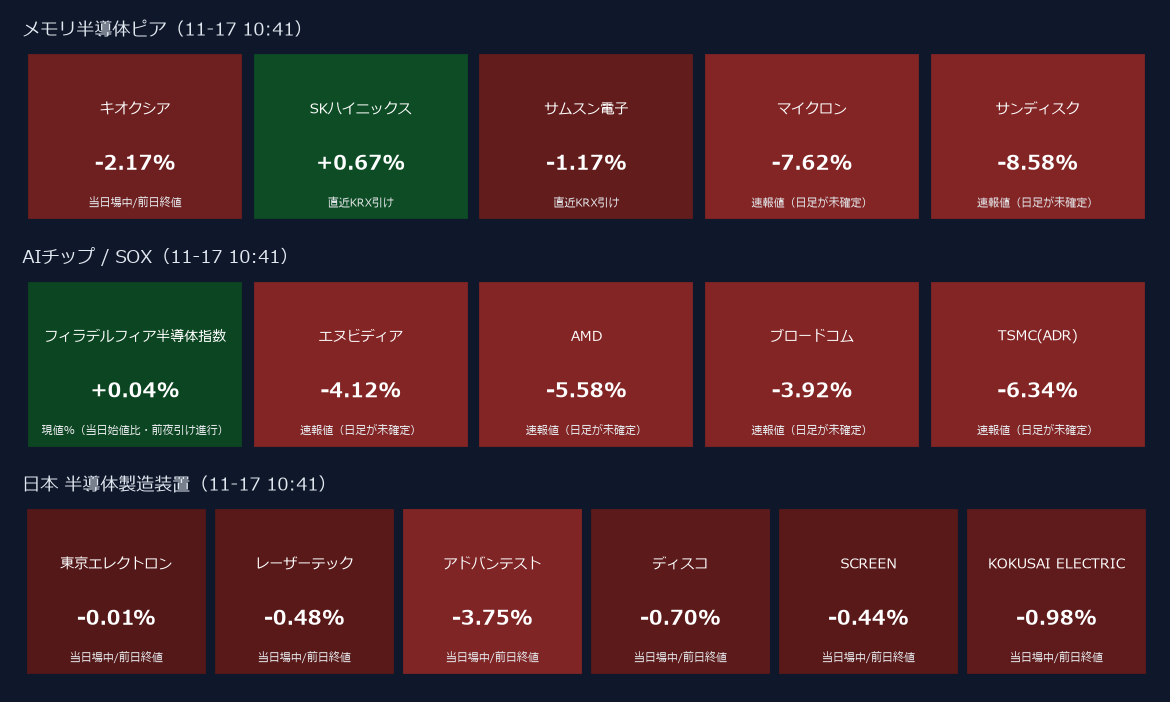 メモリ半導体ピア（11-17 10:41）
キオクシア
-2.17%
当日場中/前日終値
SKハイニックス
+0.67%
直近KRX引け
サムスン電子
-1.17%
直近KRX引け
マイクロン
-7.62%
速報値（日足が未確定）
サンディスク
-8.58%
速報値（日足が未確定）
AIチップ / SOX（11-17 10:41）
フィラデルフィア半導体指数
+0.04%
現値%（当日始値比・前夜引け進行）
エヌビディア
-4.12%
速報値（日足が未確定）
AMD
-5.58%
速報値（日足が未確定）
ブロードコム
-3.92%
速報値（日足が未確定）
TSMC(ADR)
-6.34%
速報値（日足が未確定）
日本 半導体製造装置（11-17 10:41）
東京エレクトロン
-0.01%
当日場中/前日終値
レーザーテック
-0.48%
当日場中/前日終値
アドバンテスト
-3.75%
当日場中/前日終値
ディスコ
-0.70%
当日場中/前日終値
SCREEN
-0.44%
当日場中/前日終値
KOKUSAI ELECTRIC
-0.98%
当日場中/前日終値